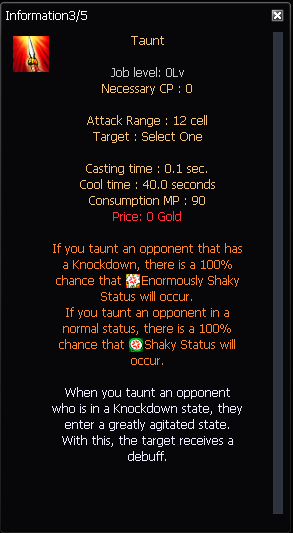 Information3/5
Taunt
Job level: 0Lv
Necessary CP : 0
Attack Range : 12 cell
Target : Select One
Casting time : 0.1 sec.
Cool time : 40.0 seconds
Consumption MP : 90
Price: 0 Gold
If you taunt an opponent that has
a Knockdown, there is a 100%
chance that Enormously Shaky
Status will occur.
If you taunt an opponent in a
normal status, there is a 100%
chance that Shaky Status will
occur.
When you taunt an opponent
who is in a Knockdown state, they
enter a greatly agitated state.
With this, the target receives a
debuff.